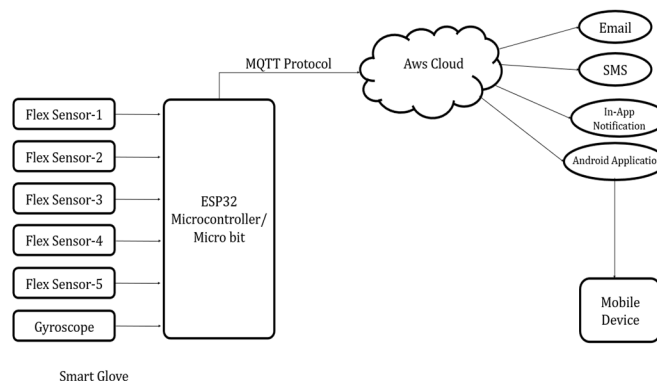 Email
MQTT Protocol
Aws Cloud
SMS
Flex Sensor-1
In-App
Notification
Flex Sensor-2
Android Applicatio
Flex Sensor-3
ESP32
Microcontroller/
Micro bit
Flex Sensor-4
Flex Sensor-5
Mobile
Device
Gyroscope
Smart Glove